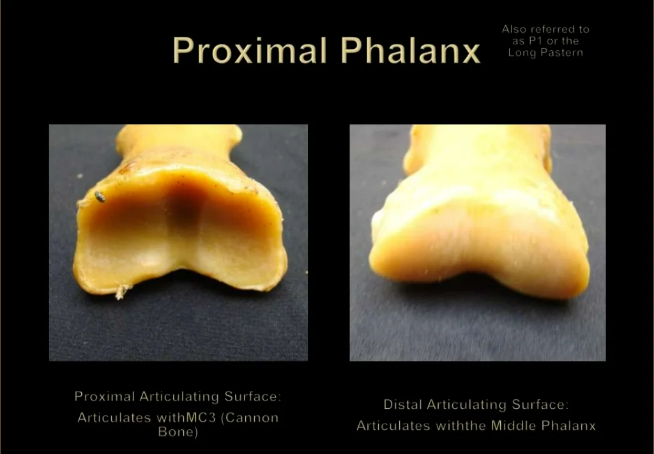 Proximal Phalanx
Also referred to
as P1 or the
Long Pastern
Proximal Articulating Surface:
Articulates withMC3 (Cannon
Bone)
Distal Articulating Surface:
Articulates withthe Middle Phalanx